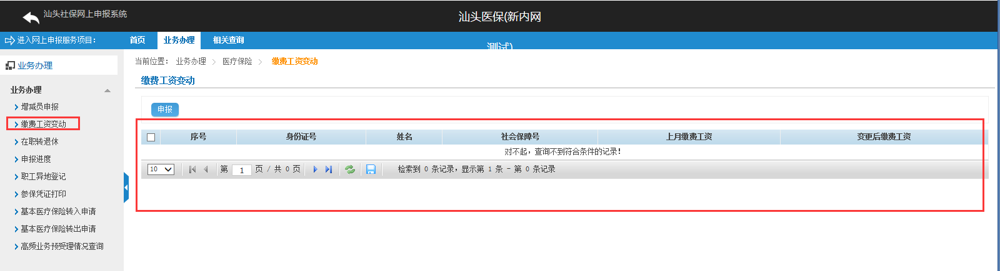 汕头社保网上申报系统
汕头医保(新内网
测试)
进入网上申报服务项目：
首页 业务办理 相关查询
当前位置： 业务办理 > 医疗保险 > 缴费工资变动
业务办理
缴费工资变动
业务办理
增减员申报
缴费工资变动
在职转退休
申报进度
职工异地登记
参保凭证打印
基本医疗保险转入申请
基本医疗保险转出申请
高频业务预受理情况查询
申报
序号 身份证号 姓名 社会保障号 上月缴费工资 变更后缴费工资
对不起，查询不到符合条件的记录！
10 第 1 页 / 共 0 页 检索到 0 条记录，显示第 1 条 - 第 0 条记录